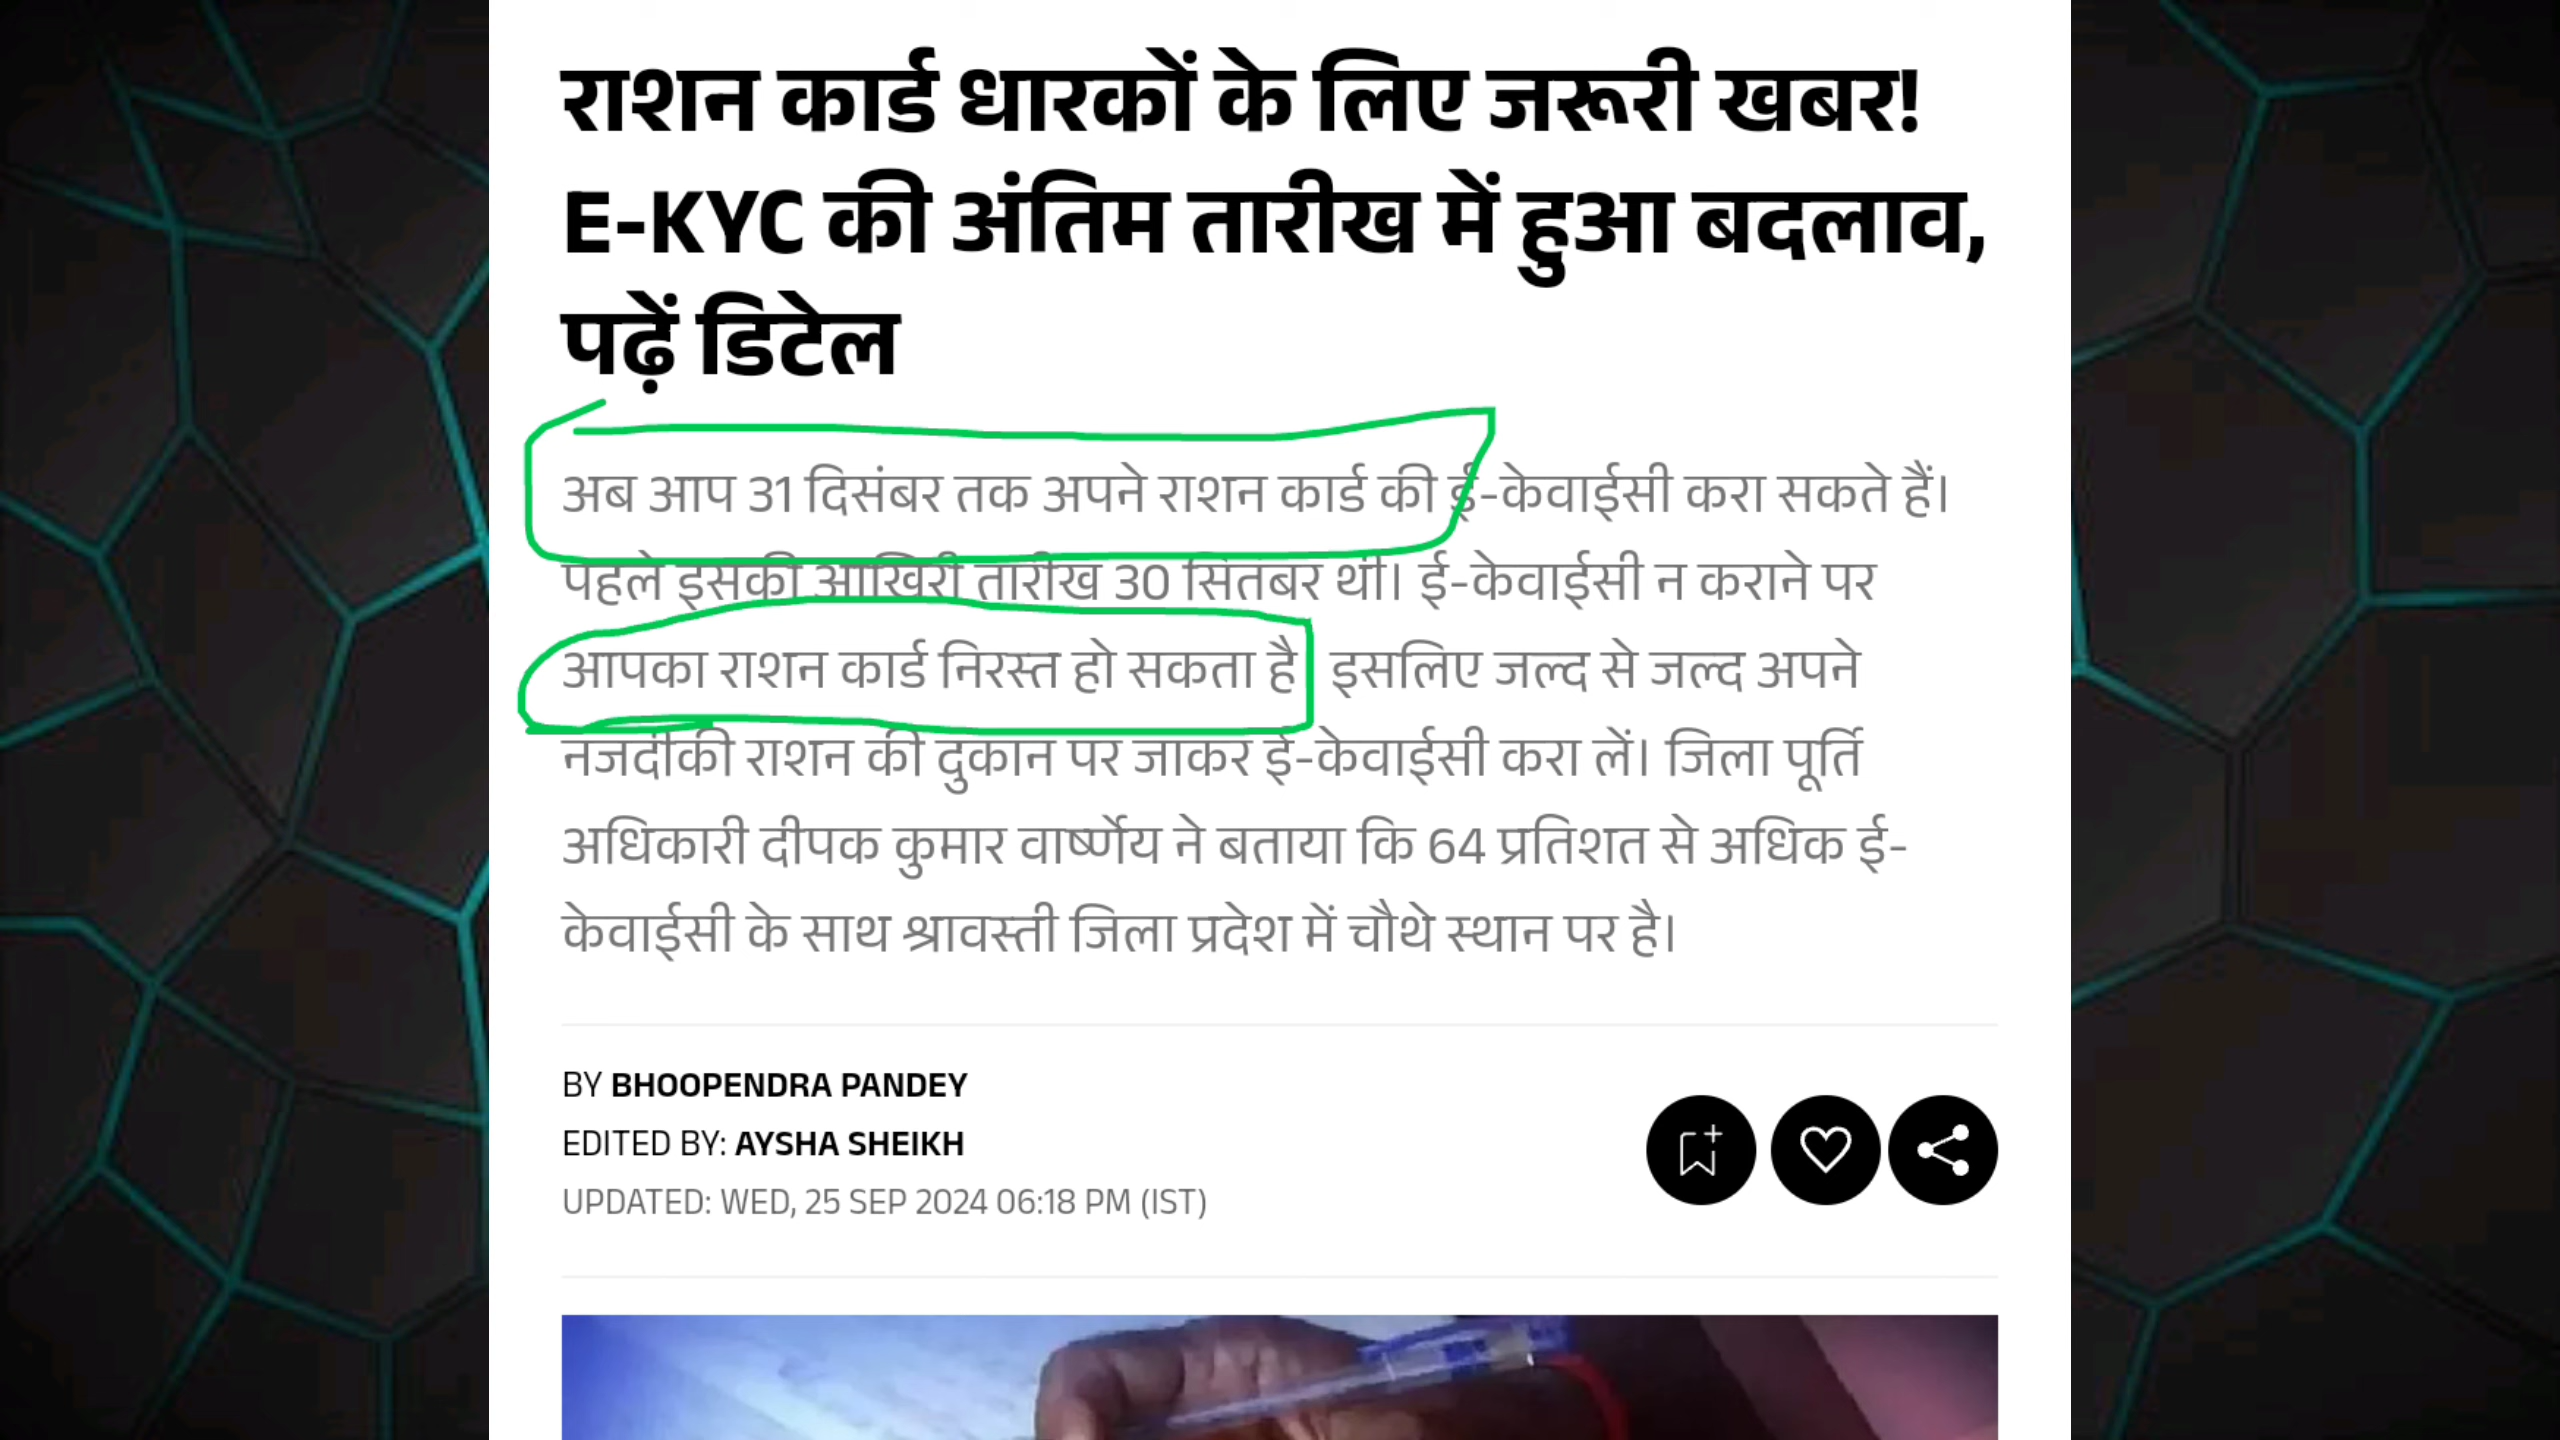 राशन कार्ड धारकों के लिए जरूरी खबर!
E-KYC की अंतिम तारीख में हुआ बदलाव,
पढ़ें डिटेल
अब आप 31 दिसंबर तक अपने राशन कार्ड की ई-केवाईसी करा सकते हैं।
पहले इसकी आखिरी तारीख 30 सितंबर थी। ई-केवाईसी न कराने पर
आपका राशन कार्ड निरस्त हो सकता है इसलिए जल्द से जल्द अपने
नजदीकी राशन की दुकान पर जाकर ई-केवाईसी करा लें। जिला पूर्ति
अधिकारी दीपक कुमार वार्ष्णेय ने बताया कि 64 प्रतिशत से अधिक ई-
केवाईसी के साथ श्रावस्ती जिला प्रदेश में चौथे स्थान पर है।
BY BHOOPENDRA PANDEY
EDITED BY: AYSHA SHEIKH
UPDATED: WED, 25 SEP 2024 06:18 PM (IST)